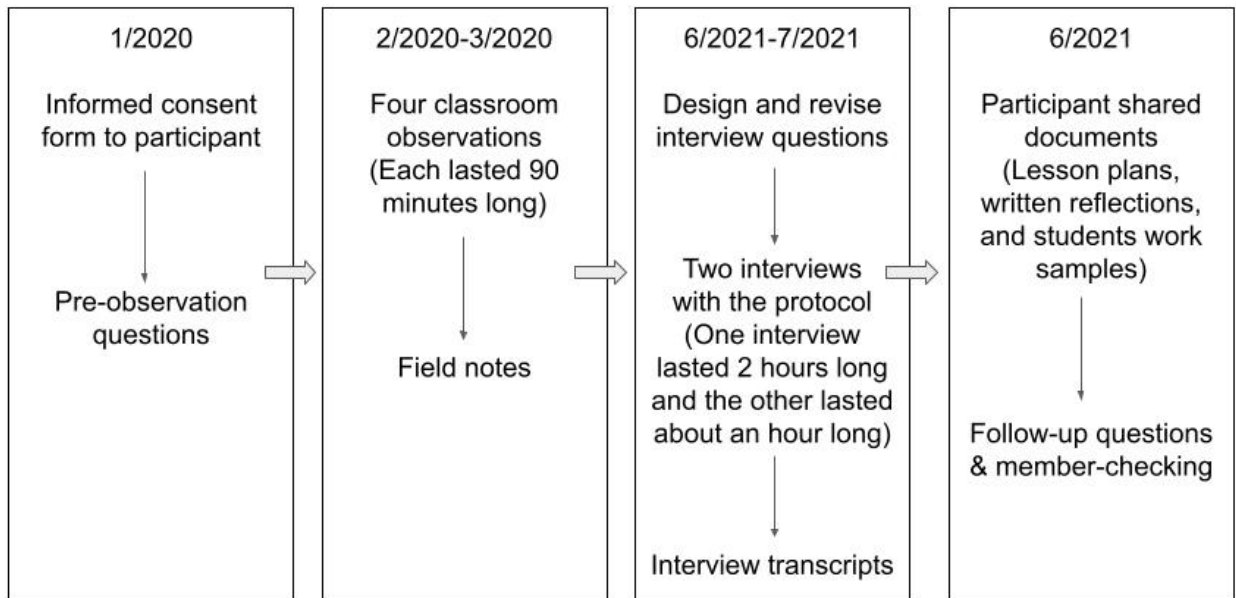 1/2020
Informed consent
form to participant
Pre-observation
questions
2/2020-3/2020
Four classroom
observations
(Each lasted 90
minutes long)
Field notes
6/2021-7/2021
Design and revise
interview questions
Two interviews
with the protocol
(One interview
lasted 2 hours long
and the other lasted
about an hour long)
Interview transcripts
6/2021
Participant shared
documents
(Lesson plans,
written reflections,
and students work
samples)
Follow-up questions
& member-checking